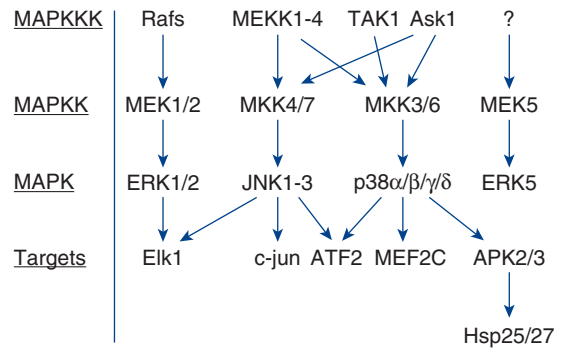 MAPKKK Rafs MEKK1-4 TAK1 Ask1 ?
MAPKK MEK1/2 MKK4/7 MKK3/6 MEK5
MAPK ERK1/2 JNK1-3 p38α/β/γ/δ ERK5
Targets Elk1 c-jun ATF2 MEF2C APK2/3
Hsp25/27